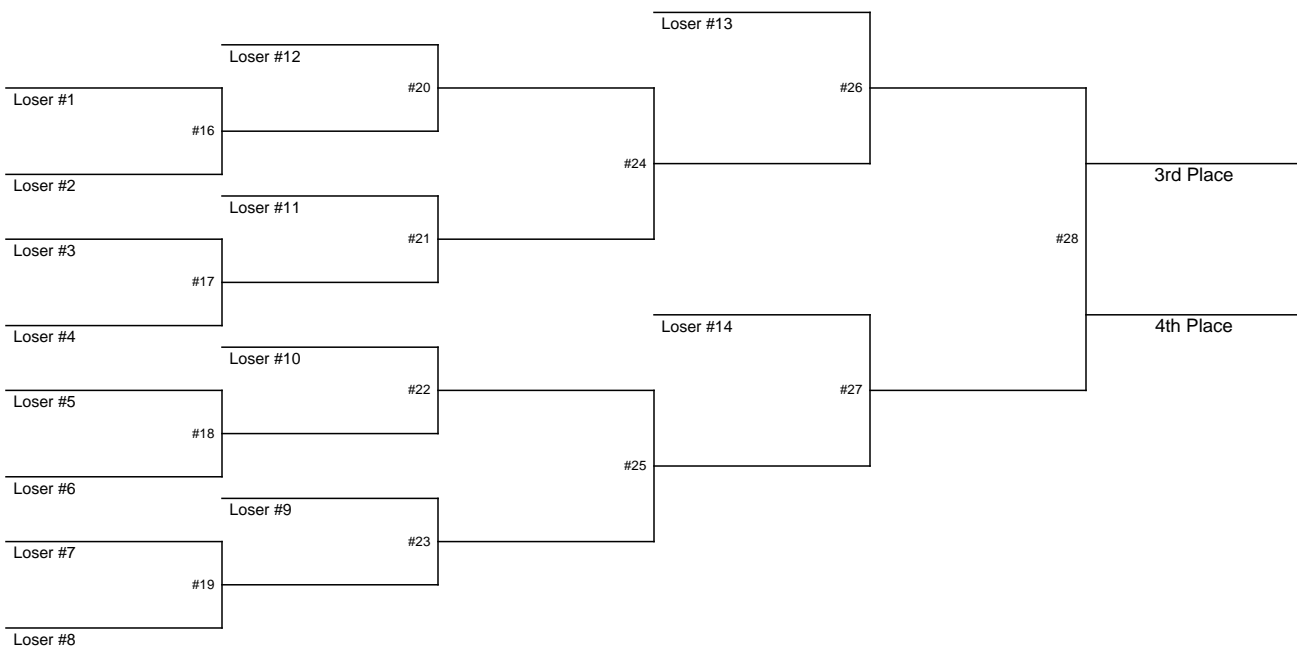 Loser #13
Loser #12
#20
#26
Loser #1
#16
#24
Loser #2
3rd Place
Loser #11
#21
#28
Loser #3
#17
Loser #4
Loser #14
4th Place
Loser #10
#22
#27
Loser #5
#18
#25
Loser #6
Loser #9
#23
Loser #7
#19
Loser #8